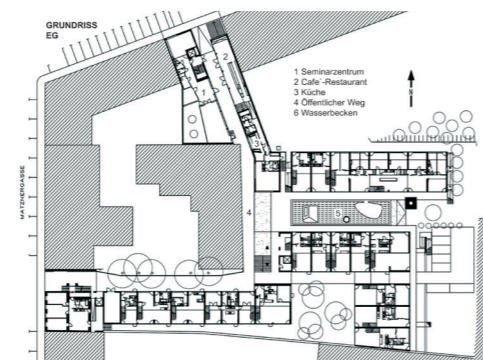 GRUNDRISS
EG
1 Seminarzentrum
2 Cafe´-Restaurant
3 Küche
4 Öffentlicher Weg
6 Wasserbecken
N
2
1
3
4
5
MATZNERGASSE